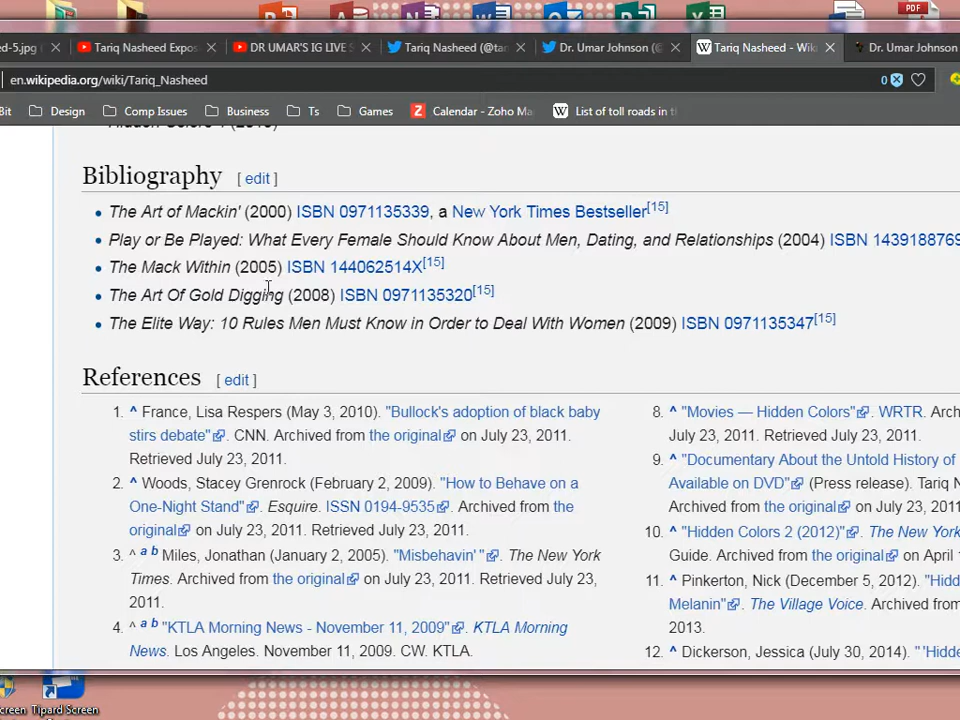 PDF
ed-5.jpg
Tariq Nasheed Expos
DR UMAR'S IG LIVE S
Tariq Nasheed (@tar
Dr. Umar Johnson (@
Tariq Nasheed - Wiki
Dr. Umar Johnson
en.wikipedia.org/wiki/Tariq_Nasheed
0
Bit Design Comp Issues Business Ts Games Calendar - Zoho Ma List of toll roads in t
Bibliography [ edit ]
The Art of Mackin' (2000) ISBN 0971135339, a New York Times Bestseller[15]
Play or Be Played: What Every Female Should Know About Men, Dating, and Relationships (2004) ISBN 1439188769
The Mack Within (2005) ISBN 144062514X[15]
The Art Of Gold Digging (2008) ISBN 0971135320[15]
The Elite Way: 10 Rules Men Must Know in Order to Deal With Women (2009) ISBN 0971135347[15]
References [ edit ]
1. ^ France, Lisa Respers (May 3, 2010). "Bullock's adoption of black baby
stirs debate". CNN. Archived from the original on July 23, 2011.
Retrieved July 23, 2011.
2. ^ Woods, Stacey Grenrock (February 2, 2009). "How to Behave on a
One-Night Stand". Esquire. ISSN 0194-9535. Archived from the
original on July 23, 2011. Retrieved July 23, 2011.
3. ^ a b Miles, Jonathan (January 2, 2005). "Misbehavin' ". The New York
Times. Archived from the original on July 23, 2011. Retrieved July 23,
2011.
4. ^ a b "KTLA Morning News - November 11, 2009". KTLA Morning
News. Los Angeles. November 11, 2009. CW. KTLA.
8. ^ "Movies — Hidden Colors". WRTR. Arch
July 23, 2011. Retrieved July 23, 2011.
9. ^ "Documentary About the Untold History of
Available on DVD" (Press release). Tariq N
Archived from the original on July 23, 2011
10. ^ "Hidden Colors 2 (2012)". The New York
Guide. Archived from the original on April
11. ^ Pinkerton, Nick (December 5, 2012). "Hidd
Melanin". The Village Voice. Archived from
2013.
12. ^ Dickerson, Jessica (July 30, 2014). " 'Hidd
creen Tipard Screen